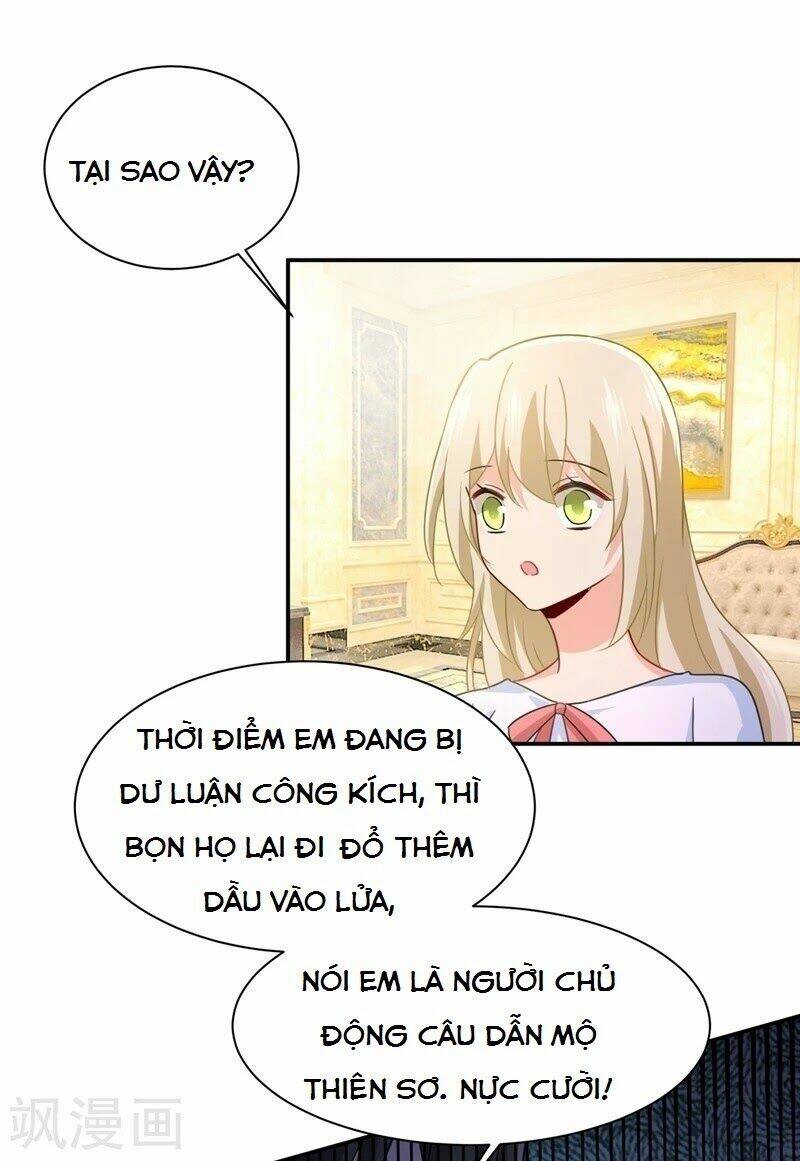 TẠI SAO VẬY?
THỜI ĐIỂM EM ĐANG BỊ
DƯ LUẬN CÔNG KÍCH, THÌ
BỌN HỌ LẠI ĐI ĐỔ THÊM
DẦU VÀO LỬA,
NÓI EM LÀ NGƯỜI CHỦ
ĐỘNG CÂU DẪN MỘ
THIÊN SƠ. NỰC CƯỜI!
飒漫画